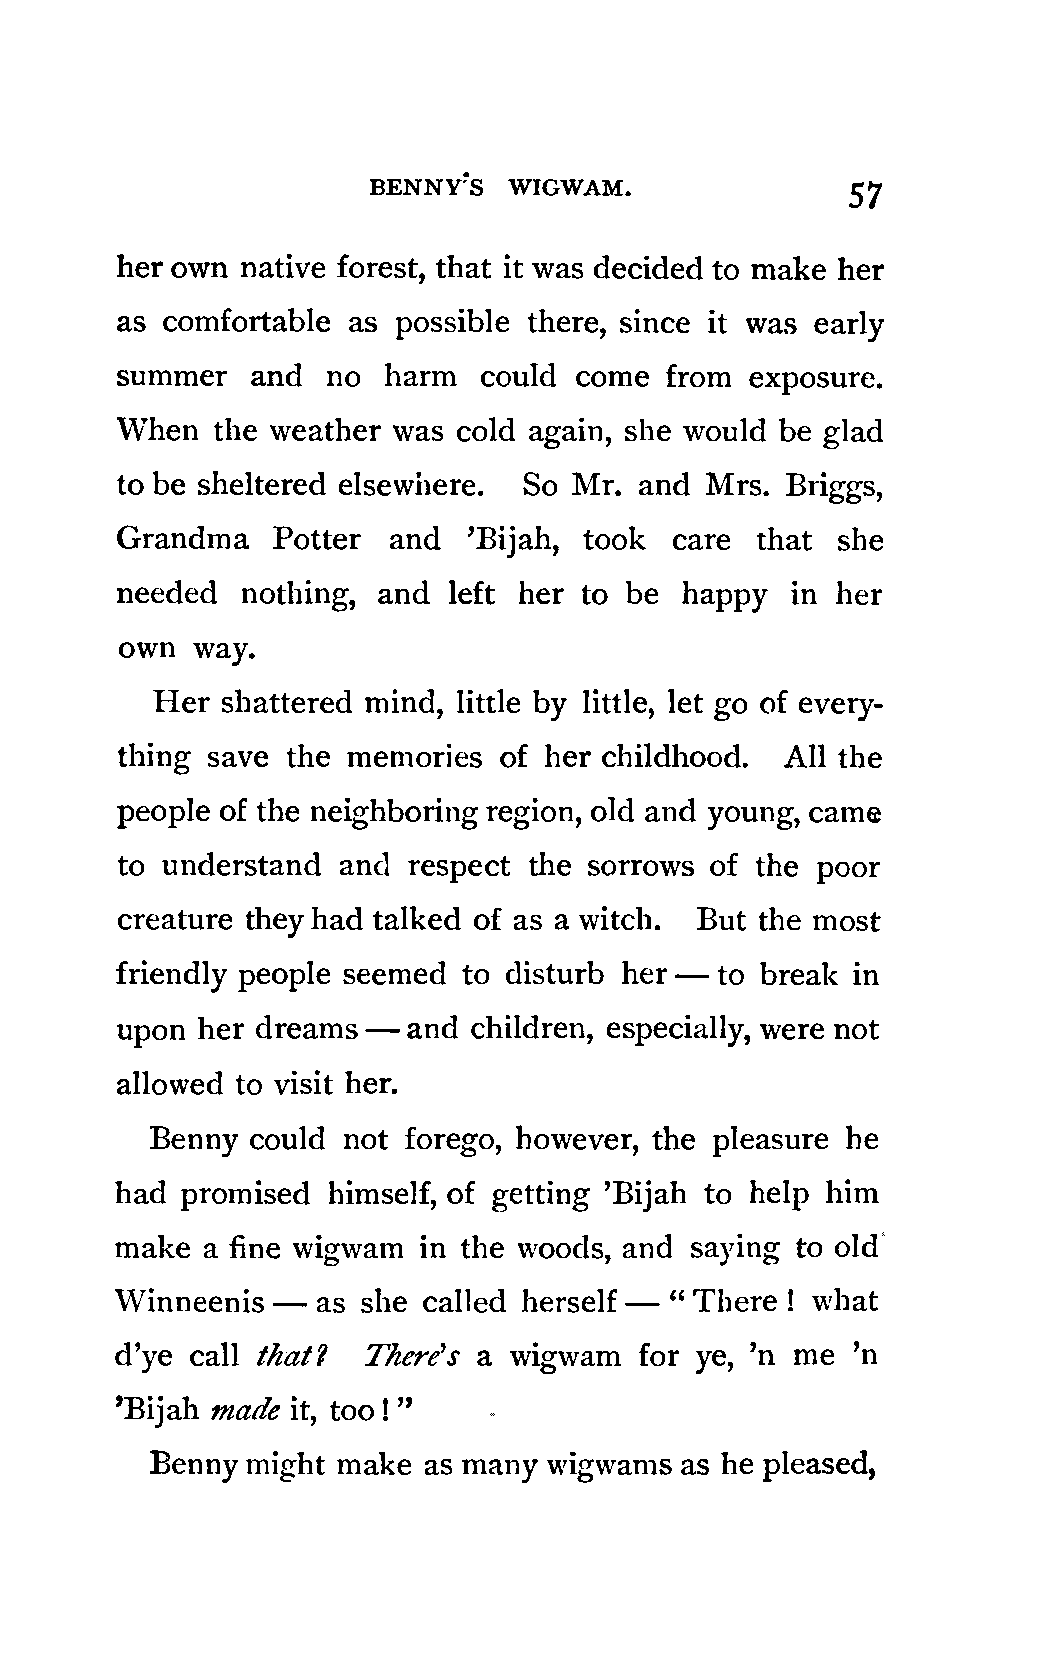 BENNY'S WIGWAM. 57
her own native forest, that it was decided to make her
as comfortable as possible there, since it was early
summer and no harm could come from exposure.
When the weather was cold again, she would be glad
to be sheltered elsewhere. So Mr. and Mrs. Briggs,
Grandma Potter and 'Bijah, took care that she
needed nothing, and left her to be happy in her
own way.
Her shattered mind, little by little, let go of every-
thing save the memories of her childhood. All the
people of the neighboring region, old and young, came
to understand and respect the sorrows of the poor
creature they had talked of as a witch. But the most
friendly people seemed to disturb her — to break in
upon her dreams — and children, especially, were not
allowed to visit her.
Benny could not forego, however, the pleasure he
had promised himself, of getting 'Bijah to help him
make a fine wigwam in the woods, and saying to old
Winneenis — as she called herself — "There! what
d'ye call that? There's a wigwam for ye, 'n me 'n
'Bijah made it, too!"
Benny might make as many wigwams as he pleased,